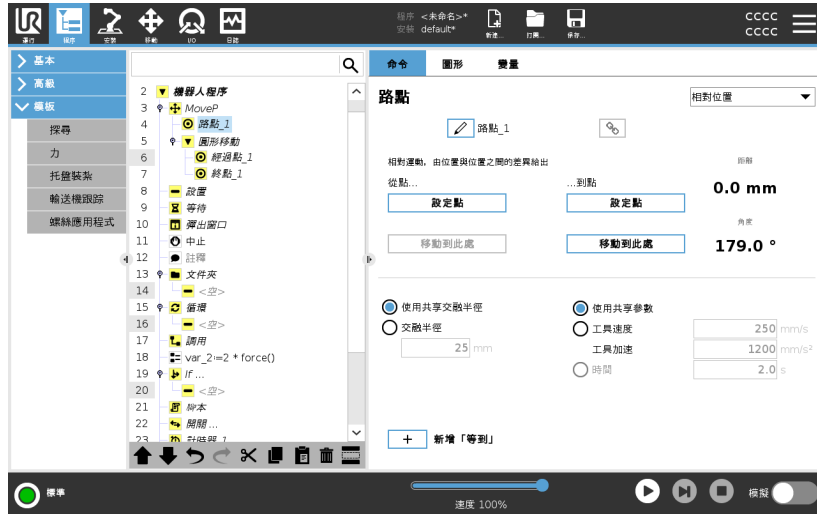 程序 <未命名>*
安裝 default*
cccc
cccc
運行
程序
安裝
移動
I/O
日誌
新建...
打開...
保存...
基本
高級
模板
探尋
力
托盤裝紮
輸送機跟踪
螺絲應用程式
2 機器人程序
3 MoveP
4 路點_1
5 圓形移動
6 經過點_1
7 終點_1
8 設置
9 等待
10 彈出窗口
11 中止
12 註釋
13 文件夾
14 <空>
15 循環
16 <空>
17 調用
18 var_2≔2 * force()
19 If ...
20 <空>
21 腳本
22 開關 ...
23 計時器_1
命令 圖形 變量
路點
相對位置
路點_1
相對運動，由位置與位置之間的差異給出
距離
從點... ...到點
0.0 mm
設定點 設定點
角度
移動到此處 移動到此處
179.0 °
使用共享交融半徑 使用共享參數
交融半徑 工具速度 250 mm/s
25 mm 工具加速 1200 mm/s²
時間 2.0 s
+ 新增「等到」
標準
速度 100%
模擬